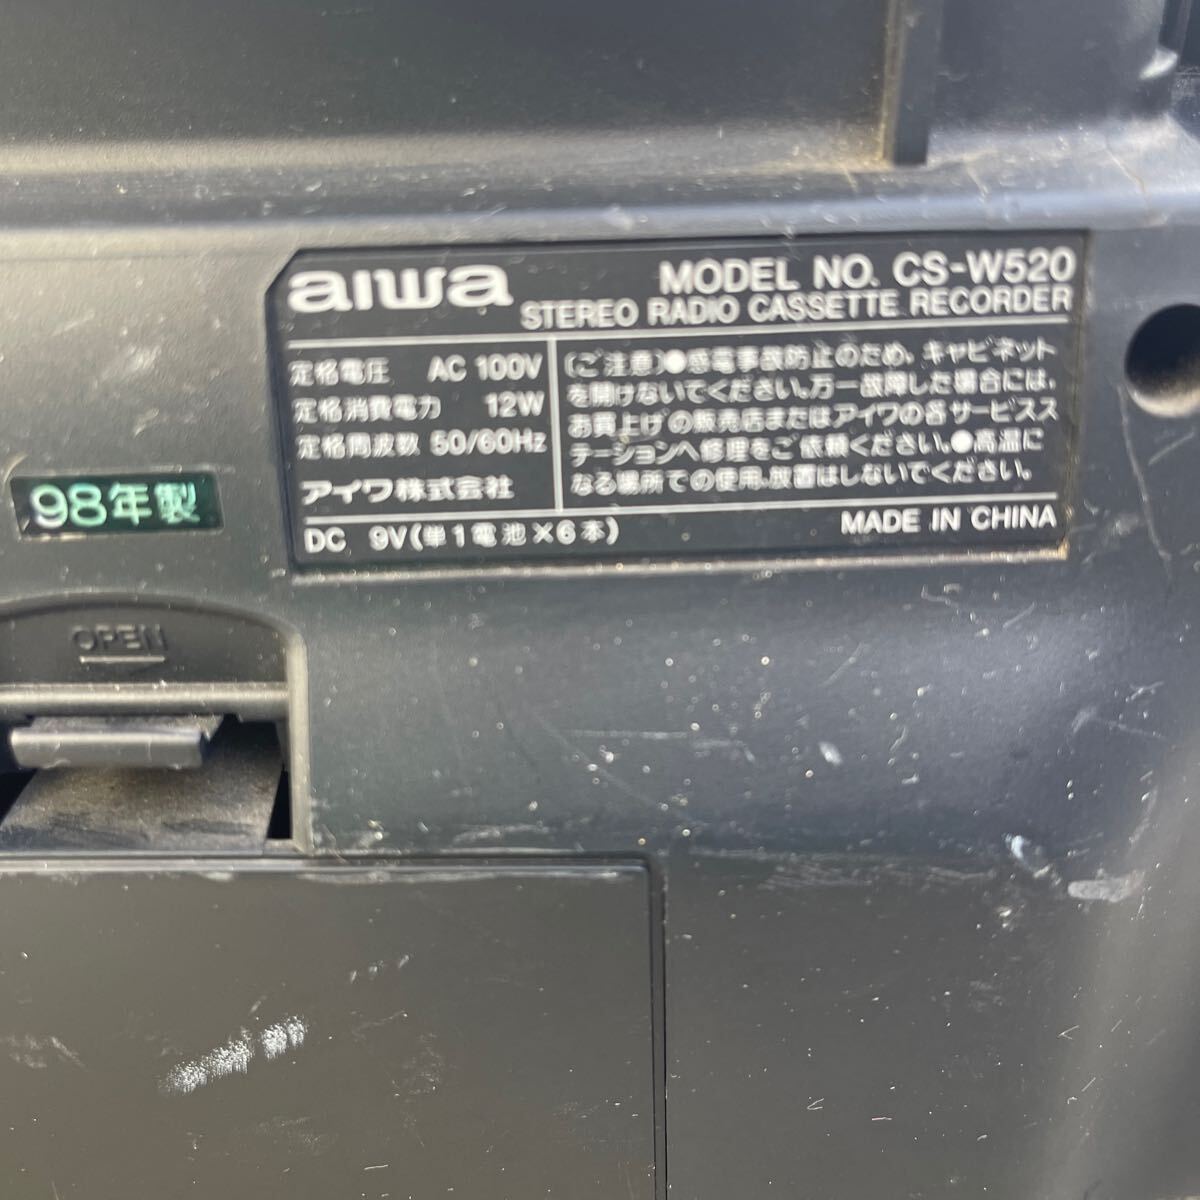 aiwa
MODEL NO. CS-W520
STEREO RADIO CASSETTE RECORDER
定格電圧 AC 100V
定格消費電力 12W
定格周波数 50/60Hz
アイワ株式会社
(ご注意)●感電事故防止のため、キャビネット
を開けないでください。万一故障した場合には、
お買上げの販売店またはアイワの各サービスス
テーションへ修理をご依頼ください。●高温に
なる場所での使用、放置はしないでください。
DC 9V(単1電池×6本)
MADE IN CHINA
98年製
OPEN